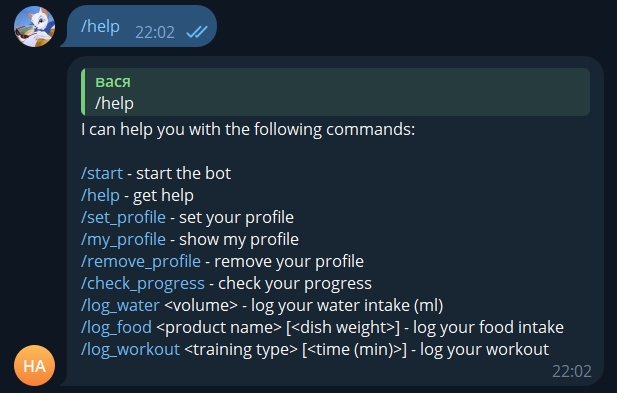 /help 22:02
вася
/help
I can help you with the following commands:
/start - start the bot
/help - get help
/set_profile - set your profile
/my_profile - show my profile
/remove_profile - remove your profile
/check_progress - check your progress
/log_water <volume> - log your water intake (ml)
/log_food <product name> [<dish weight>] - log your food intake
/log_workout <training type> [<time (min)>] - log your workout
НА 22:02